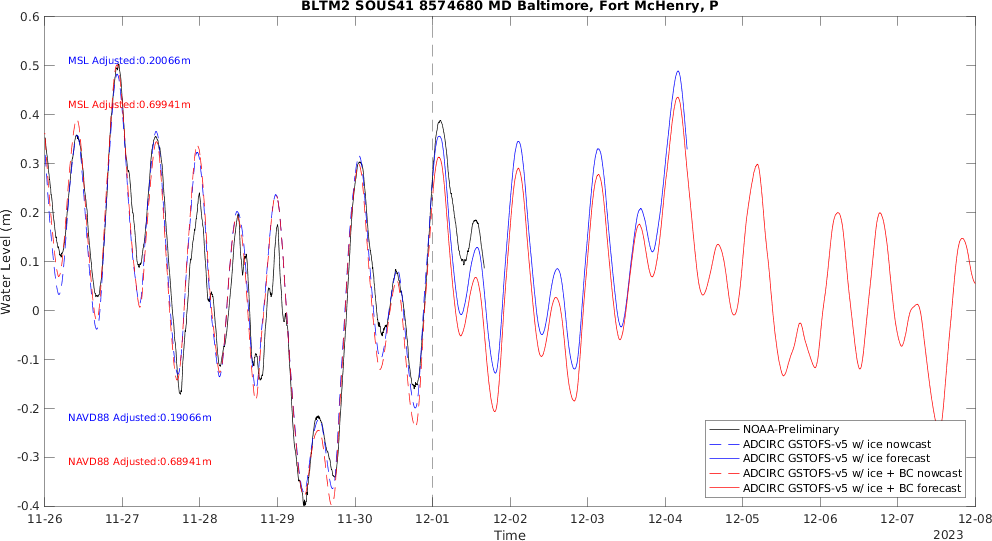 BLTM2 SOUS41 8574680 MD Baltimore, Fort McHenry, P
0.6
0.5
0.4
0.3
0.2
0.1
0
-0.1
-0.2
-0.3
-0.4
Water Level (m)
MSL Adjusted:0.20066m
MSL Adjusted:0.69941m
NAVD88 Adjusted:0.19066m
NAVD88 Adjusted:0.68941m
NOAA-Preliminary
ADCIRC GSTOFS-v5 w/ ice nowcast
ADCIRC GSTOFS-v5 w/ ice forecast
ADCIRC GSTOFS-v5 w/ ice + BC nowcast
ADCIRC GSTOFS-v5 w/ ice + BC forecast
11-26 11-27 11-28 11-29 11-30 12-01 12-02 12-03 12-04 12-05 12-06 12-07 12-08
Time
2023